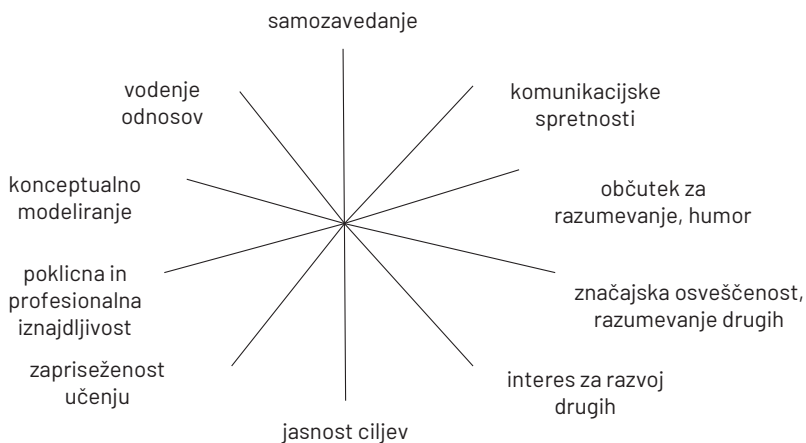 samozavedanje
komunikacijske
spretnosti
občutek za
razumevanje, humor
značajska osveščenost,
razumevanje drugih
interes za razvoj
drugih
jasnost ciljev
zapriseženost
učenju
poklicna in
profesionalna
iznajdljivost
konceptualno
modeliranje
vodenje
odnosov